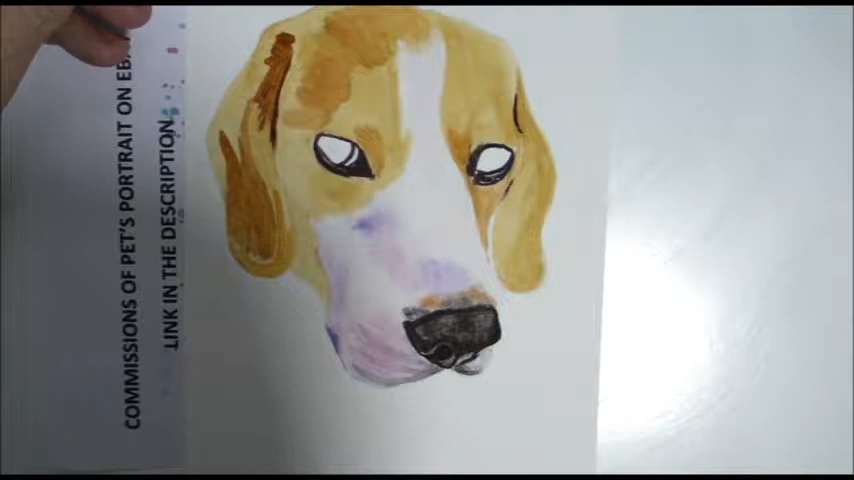 COMMISSIONS OF PET'S PORTRAIT ON
LINK IN THE DESCRIPTION